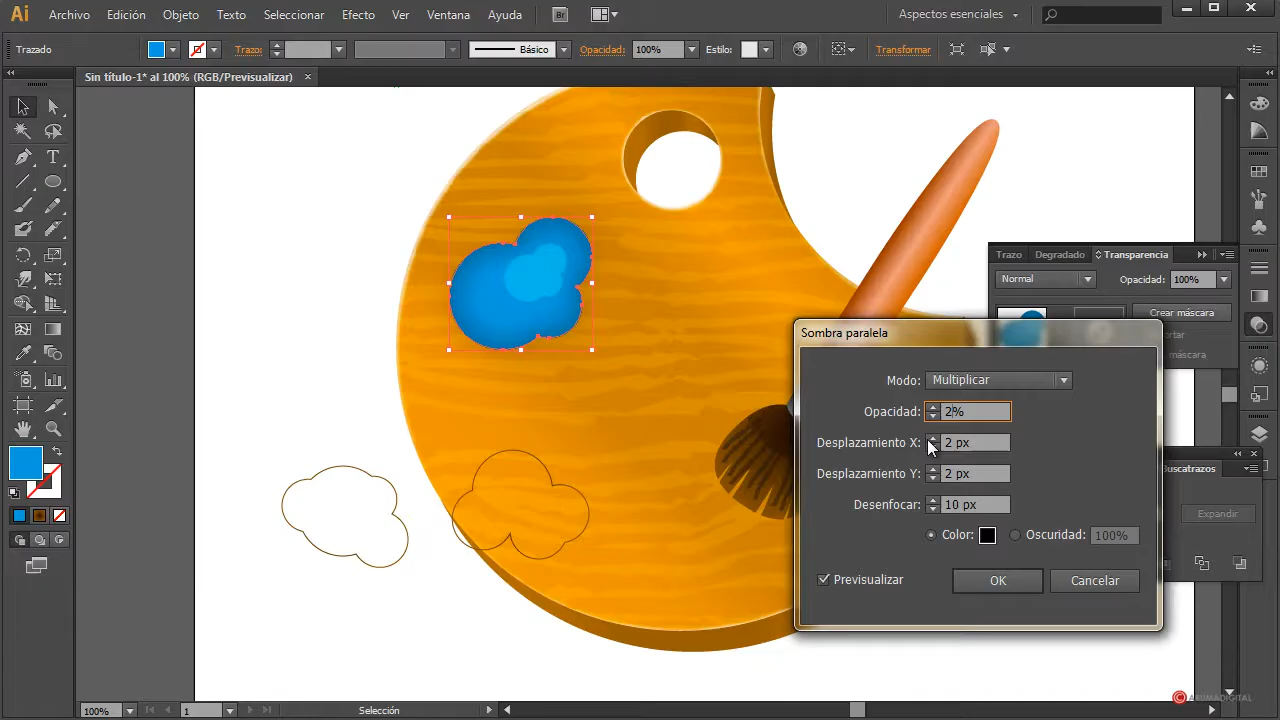 Ai Archivo Edición Objeto Texto Seleccionar Efecto Ver Ventana Ayuda Br Aspectos esenciales
Trazado Trazo: Básico Opacidad: 100% Estilo: Transformar
Sin título-1* al 100% (RGB/Previsualizar) ×
Trazo Degradado Transparencia
Normal Opacidad: 100%
Crear máscara
máscara
Sombra paralela
Modo: Multiplicar
Opacidad: 2%
Desplazamiento X: 2 px
Desplazamiento Y: 2 px
Desenfocar: 10 px
Color: Oscuridad: 100%
Previsualizar OK Cancelar
Buscatrazos
Expandir
100% 1 Selección